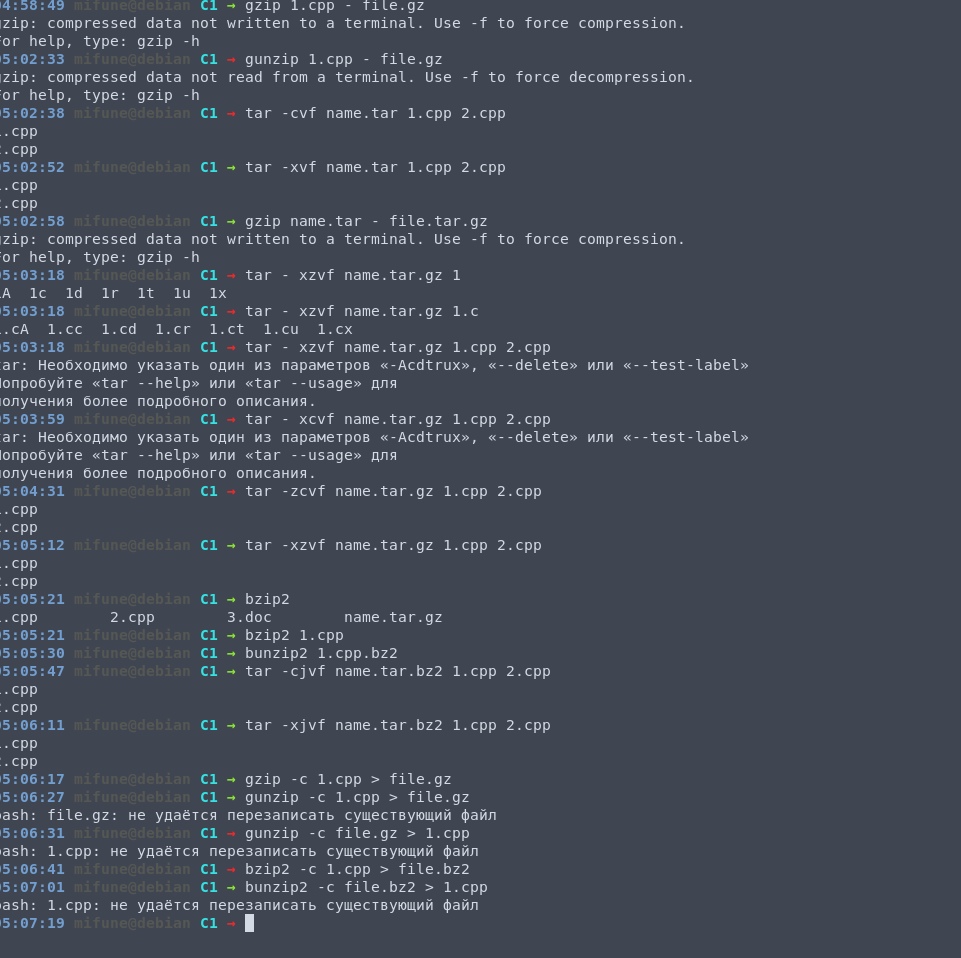 4:58:49 mifune@debian C1 → gzip 1.cpp - file.gz
gzip: compressed data not written to a terminal. Use -f to force compression.
For help, type: gzip -h
05:02:33 mifune@debian C1 → gunzip 1.cpp - file.gz
gzip: compressed data not read from a terminal. Use -f to force decompression.
For help, type: gzip -h
05:02:38 mifune@debian C1 → tar -cvf name.tar 1.cpp 2.cpp
1.cpp
2.cpp
05:02:52 mifune@debian C1 → tar -xvf name.tar 1.cpp 2.cpp
1.cpp
2.cpp
05:02:58 mifune@debian C1 → gzip name.tar - file.tar.gz
gzip: compressed data not written to a terminal. Use -f to force compression.
For help, type: gzip -h
05:03:18 mifune@debian C1 → tar - xzvf name.tar.gz 1
1A 1c 1d 1r 1t 1u 1x
05:03:18 mifune@debian C1 → tar - xzvf name.tar.gz 1.c
1.cA 1.cc 1.cd 1.cr 1.ct 1.cu 1.cx
05:03:18 mifune@debian C1 → tar - xzvf name.tar.gz 1.cpp 2.cpp
tar: Необходимо указать один из параметров «-Acdtrux», «--delete» или «--test-label»
Попробуйте «tar --help» или «tar --usage» для
получения более подробного описания.
05:03:59 mifune@debian C1 → tar - xcvf name.tar.gz 1.cpp 2.cpp
tar: Необходимо указать один из параметров «-Acdtrux», «--delete» или «--test-label»
Попробуйте «tar --help» или «tar --usage» для
получения более подробного описания.
05:04:31 mifune@debian C1 → tar -zcvf name.tar.gz 1.cpp 2.cpp
1.cpp
2.cpp
05:05:12 mifune@debian C1 → tar -xzvf name.tar.gz 1.cpp 2.cpp
1.cpp
2.cpp
05:05:21 mifune@debian C1 → bzip2
1.cpp 2.cpp 3.doc name.tar.gz
05:05:21 mifune@debian C1 → bzip2 1.cpp
05:05:30 mifune@debian C1 → bunzip2 1.cpp.bz2
05:05:47 mifune@debian C1 → tar -cjvf name.tar.bz2 1.cpp 2.cpp
1.cpp
2.cpp
05:06:11 mifune@debian C1 → tar -xjvf name.tar.bz2 1.cpp 2.cpp
1.cpp
2.cpp
05:06:17 mifune@debian C1 → gzip -c 1.cpp > file.gz
05:06:27 mifune@debian C1 → gunzip -c 1.cpp > file.gz
bash: file.gz: не удаётся перезаписать существующий файл
05:06:31 mifune@debian C1 → gunzip -c file.gz > 1.cpp
bash: 1.cpp: не удаётся перезаписать существующий файл
05:06:41 mifune@debian C1 → bzip2 -c 1.cpp > file.bz2
05:07:01 mifune@debian C1 → bunzip2 -c file.bz2 > 1.cpp
bash: 1.cpp: не удаётся перезаписать существующий файл
05:07:19 mifune@debian C1 →